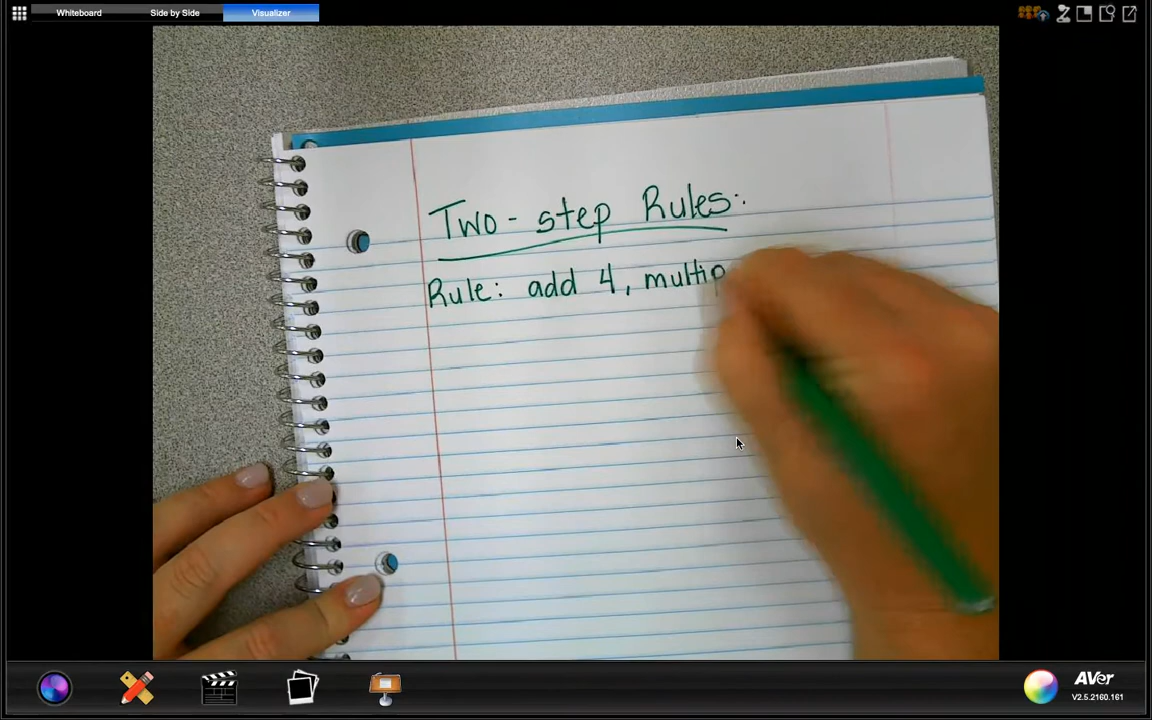 Whiteboard Side by Side Visualizer
Two-step Rules:
Rule: add 4, multip
AVer
V2.5.2160.161